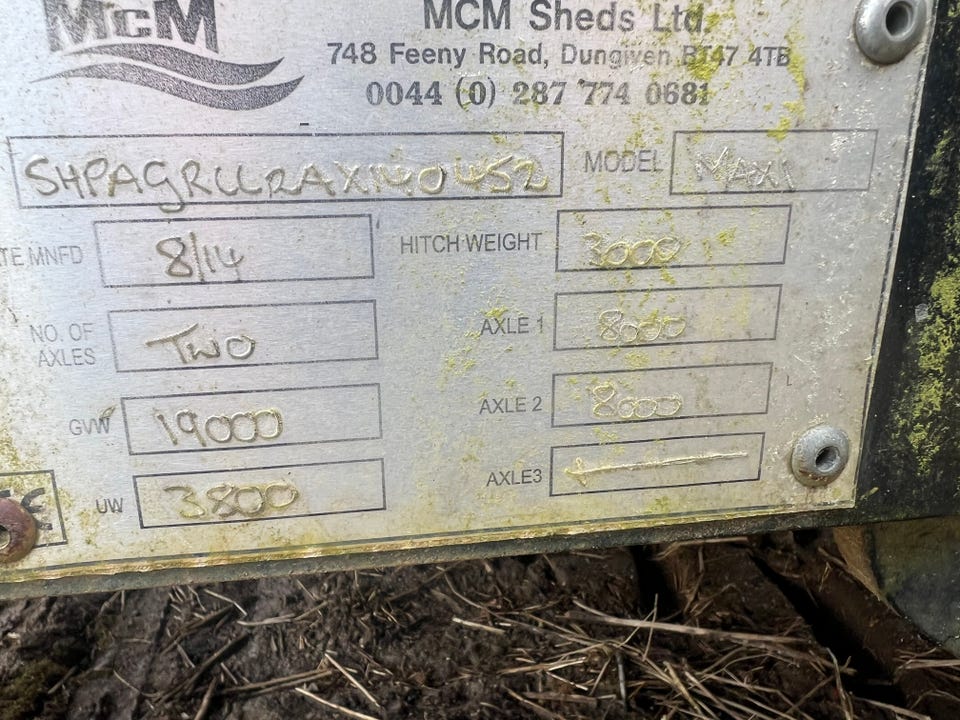 MCM
MCM Sheds Ltd.
748 Feeny Road, Dungiven BT47 4TB
0044 (0) 287 774 0681
SHPAGRLLRAX140452 MODEL MAXI
TE MNFD 8/14 HITCH WEIGHT 3000
NO. OF AXLES TWO AXLE 1 8000
GVW 19000 AXLE 2 8000
UW 3800 AXLE3
CE